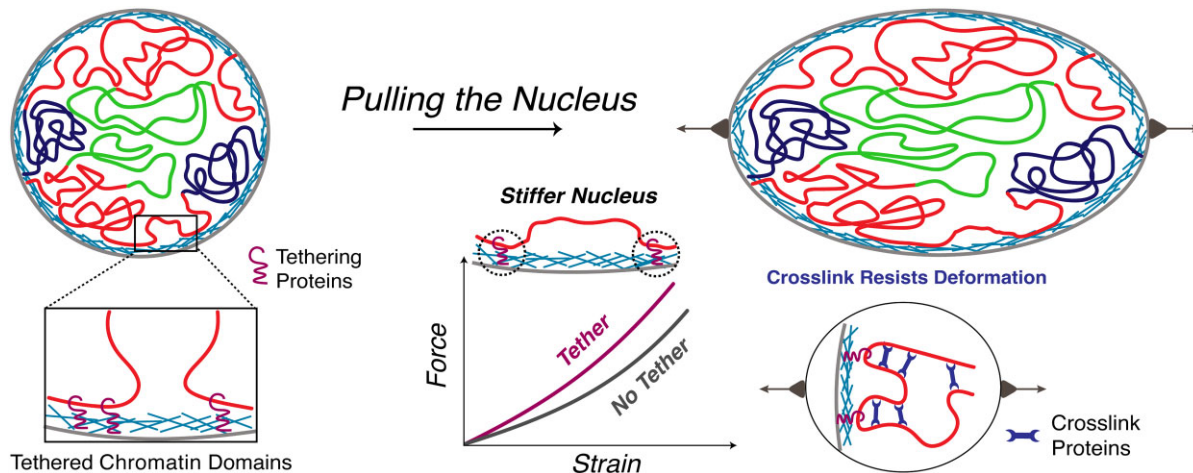 Pulling the Nucleus
Tethering
Proteins
Tethered Chromatin Domains
Stiffer Nucleus
Force
Tether
No Tether
Strain
Crosslink Resists Deformation
Crosslink
Proteins